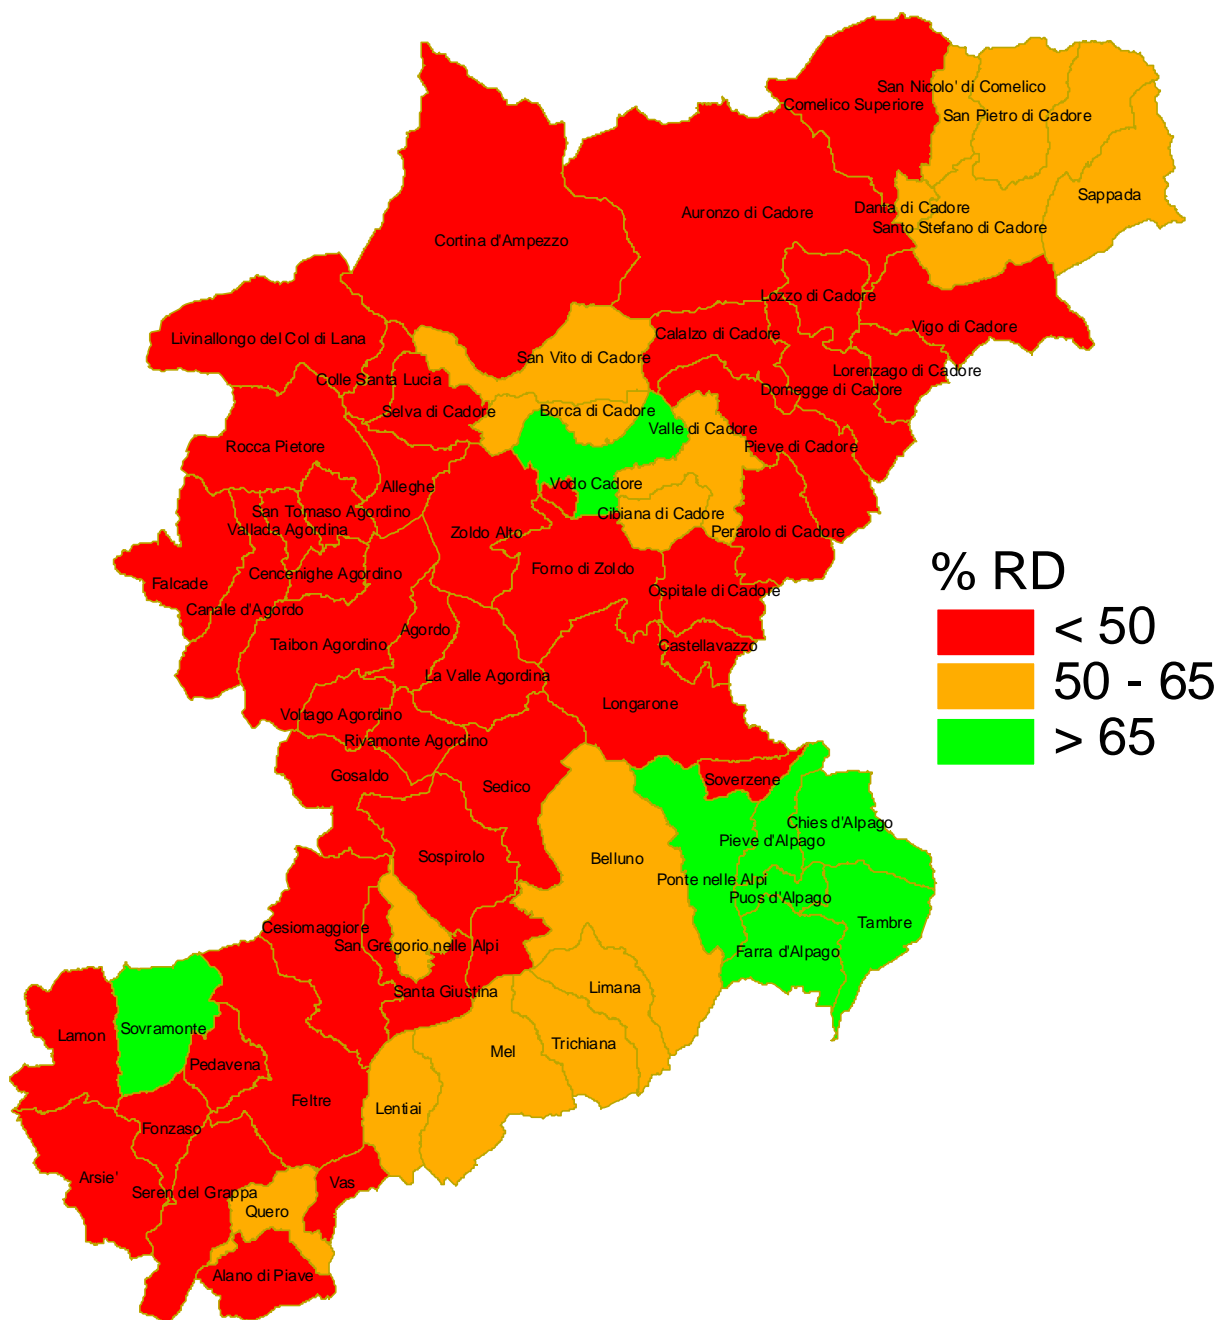 San Nicolo' di Comelico
Comelico Superiore
San Pietro di Cadore
Sappada
Danta di Cadore
Auronzo di Cadore
Santo Stefano di Cadore
Cortina d'Ampezzo
Lozzo di Cadore
Vigo di Cadore
Calalzo di Cadore
Livinallongo del Col di Lana
San Vito di Cadore
Lorenzago di Cadore
Colle Santa Lucia
Domegge di Cadore
Selva di Cadore
Borca di Cadore
Valle di Cadore
Rocca Pietore
Pieve di Cadore
Vodo Cadore
Alleghe
San Tomaso Agordino
Cibiana di Cadore
Vallada Agordina
Zoldo Alto
Perarolo di Cadore
Forno di Zoldo
Cencenighe Agordino
Falcade
Ospitale di Cadore
Canale d'Agordo
Agordo
Taibon Agordino
Castellavazzo
La Valle Agordina
Longarone
Voltago Agordino
Rivamonte Agordino
Gosaldo
Soverzene
Sedico
Chies d'Alpago
Pieve d'Alpago
Sospirolo
Belluno
Ponte nelle Alpi
Puos d'Alpago
Tambre
Cesiomaggiore
San Gregorio nelle Alpi
Farra d'Alpago
Limana
Santa Giustina
Sovramonte
Lamon
Trichiana
Mel
Pedavena
Feltre
Lentiai
Fonzaso
Arsie'
Vas
Seren del Grappa
Quero
Alano di Piave
% RD
< 50
50 - 65
> 65